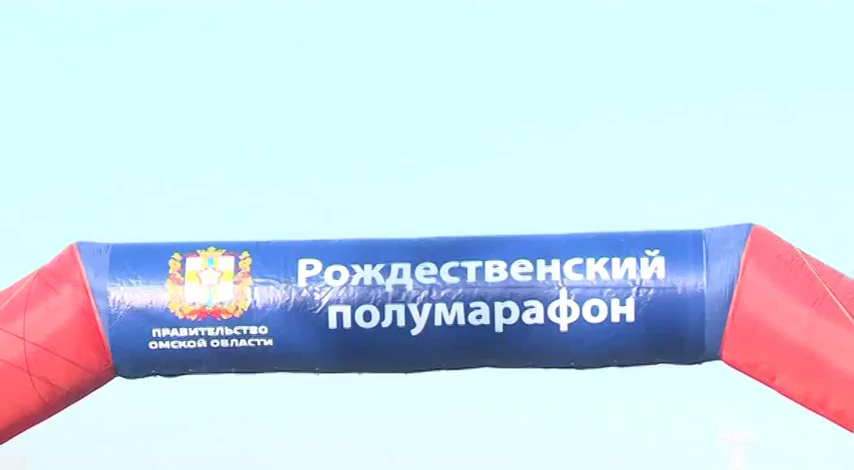 Рождественский
полумарафон
ПРАВИТЕЛЬСТВО
ОМСКОЙ ОБЛАСТИ